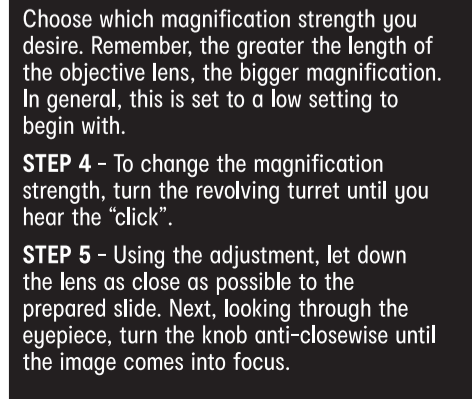 Choose which magnification strength you
desire. Remember, the greater the length of
the objective lens, the bigger magnification.
In general, this is set to a low setting to
begin with.
STEP 4 - To change the magnification
strength, turn the revolving turret until you
hear the “click”.
STEP 5 - Using the adjustment, let down
the lens as close as possible to the
prepared slide. Next, looking through the
eyepiece, turn the knob anti-closewise until
the image comes into focus.